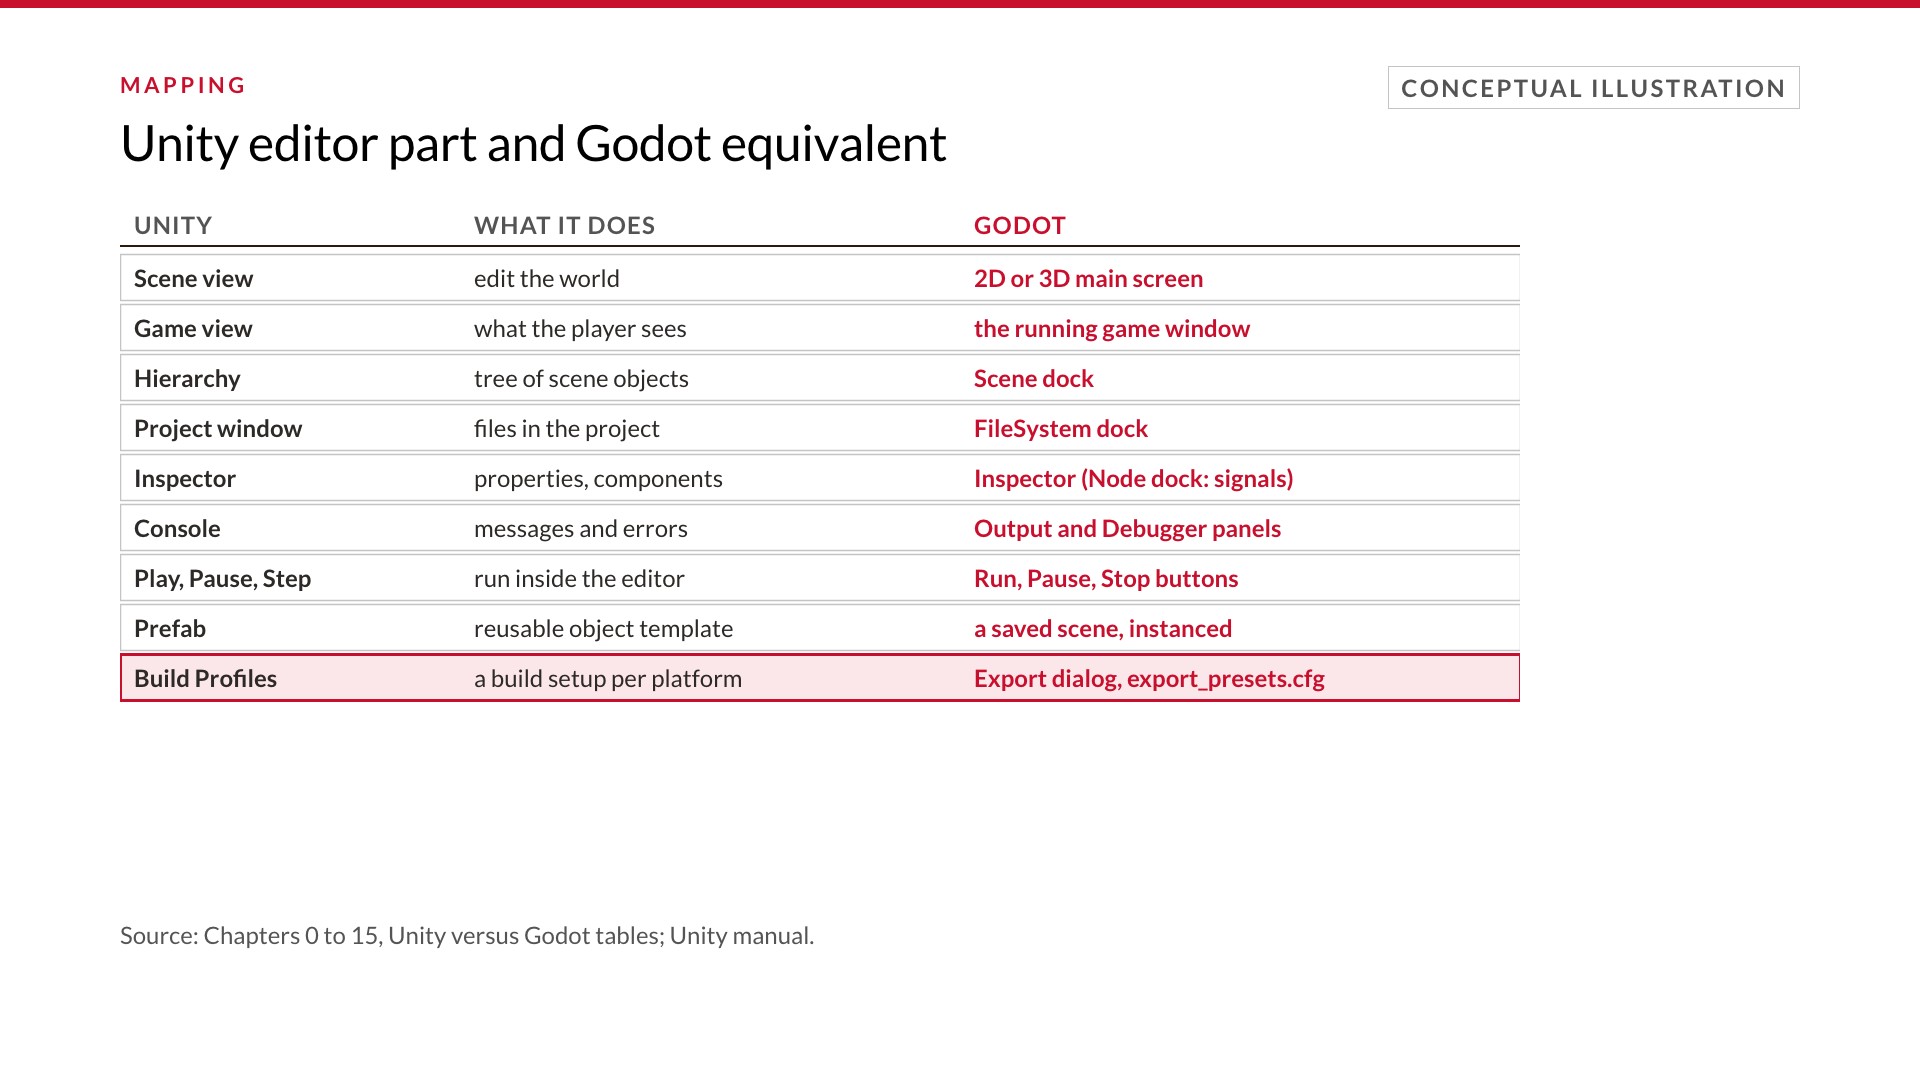 MAPPING
CONCEPTUAL ILLUSTRATION
Unity editor part and Godot equivalent
UNITY WHAT IT DOES GODOT
Scene view edit the world 2D or 3D main screen
Game view what the player sees the running game window
Hierarchy tree of scene objects Scene dock
Project window files in the project FileSystem dock
Inspector properties, components Inspector (Node dock: signals)
Console messages and errors Output and Debugger panels
Play, Pause, Step run inside the editor Run, Pause, Stop buttons
Prefab reusable object template a saved scene, instanced
Build Profiles a build setup per platform Export dialog, export_presets.cfg
Source: Chapters 0 to 15, Unity versus Godot tables; Unity manual.